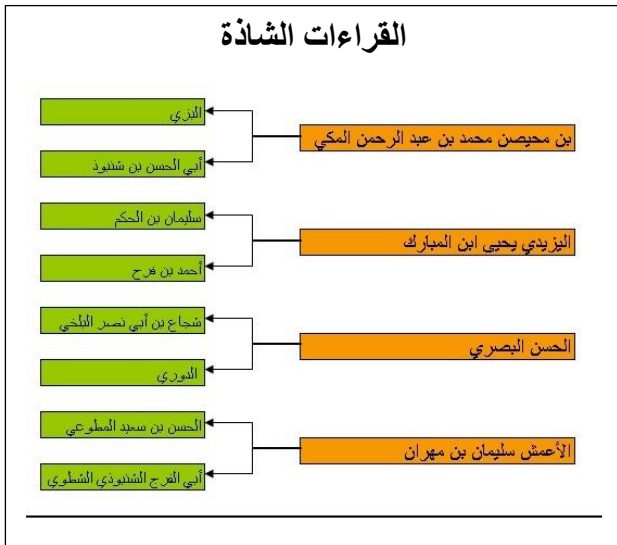 القراءات الشاذة
بن محيصن محمد بن عبد الرحمن المكي
البزي
أبي الحسن بن شنبوذ
اليزيدي يحيى ابن المبارك
سليمان بن الحكم
أحمد بن فرح
الحسن البصري
شجاع بن أبي نصر البلخي
الدوري
الأعمش سليمان بن مهران
الحسن بن سعيد المطوعي
أبي الفرج الشنبوذي الشطوي